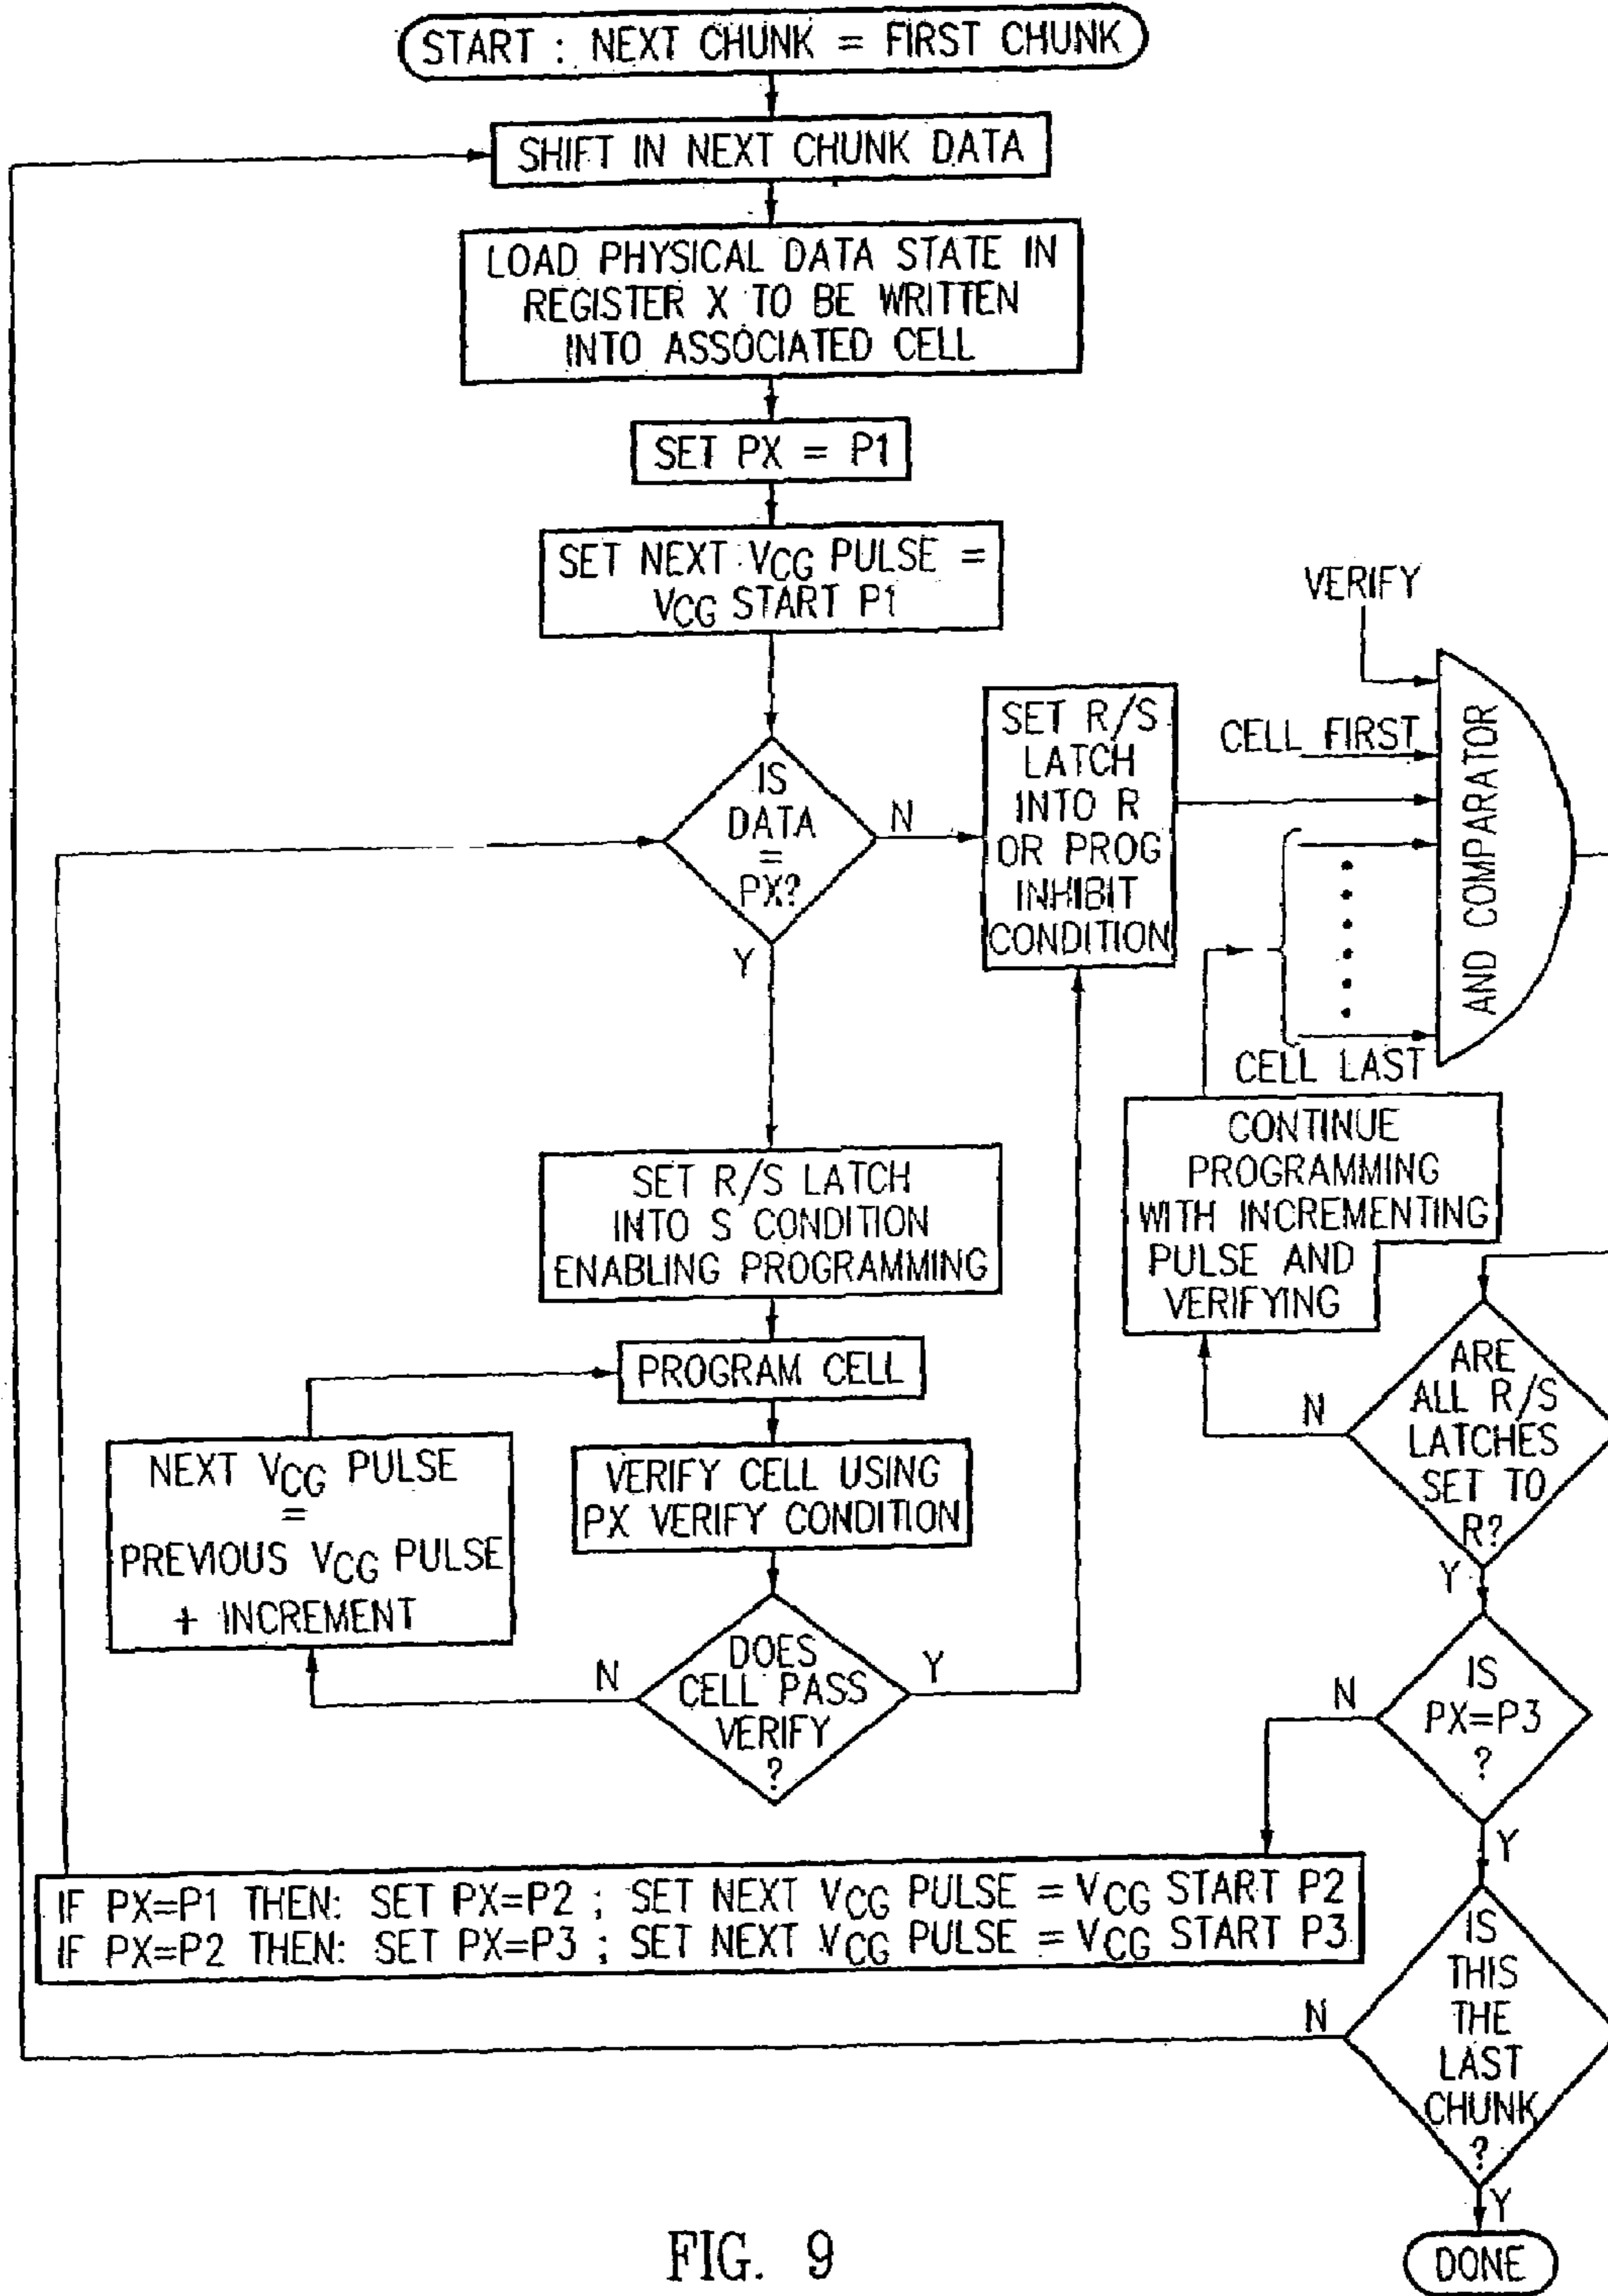 START : NEXT CHUNK = FIRST CHUNK
SHIFT IN NEXT CHUNK DATA
LOAD PHYSICAL DATA STATE IN
REGISTER X TO BE WRITTEN
INTO ASSOCIATED CELL
SET PX = P1
SET NEXT VCG PULSE =
VCG START P1
IS
DATA
=
PX?
N
Y
SET R/S
LATCH
INTO R
OR PROG
INHIBIT
CONDITION
VERIFY
CELL FIRST
CELL LAST
AND COMPARATOR
SET R/S LATCH
INTO S CONDITION
ENABLING PROGRAMMING
PROGRAM CELL
VERIFY CELL USING
PX VERIFY CONDITION
DOES
CELL PASS
VERIFY
?
N
Y
NEXT VCG PULSE
=
PREVIOUS VCG PULSE
+ INCREMENT
CONTINUE
PROGRAMMING
WITH INCREMENTING
PULSE AND
VERIFYING
ARE
ALL R/S
LATCHES
SET TO
R?
N
Y
IS
PX=P3
?
N
Y
IF PX=P1 THEN: SET PX=P2 ; SET NEXT VCG PULSE = VCG START P2
IF PX=P2 THEN: SET PX=P3 ; SET NEXT VCG PULSE = VCG START P3
IS
THIS
THE
LAST
CHUNK
?
N
Y
DONE
FIG. 9